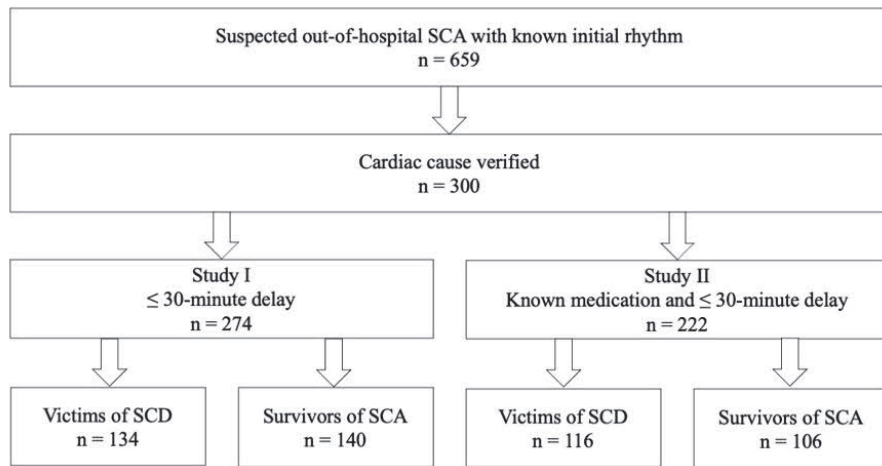 Suspected out-of-hospital SCA with known initial rhythm
n = 659
Cardiac cause verified
n = 300
Study I
≤ 30-minute delay
n = 274
Study II
Known medication and ≤ 30-minute delay
n = 222
Victims of SCD
n = 134
Survivors of SCA
n = 140
Victims of SCD
n = 116
Survivors of SCA
n = 106